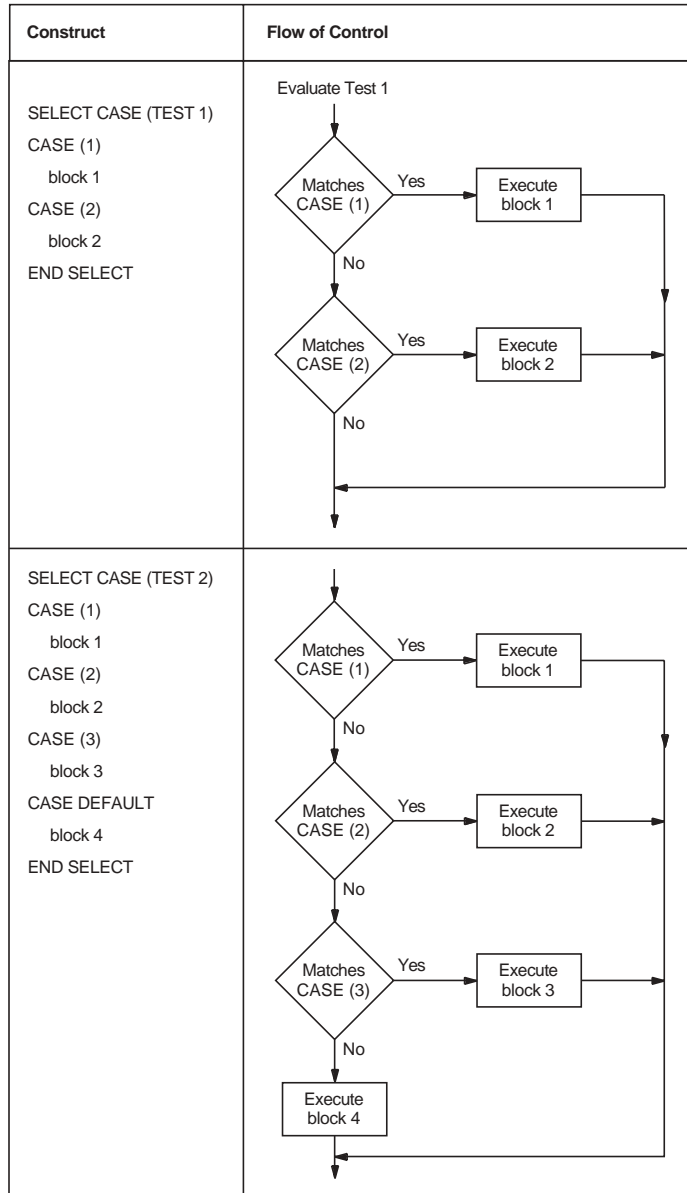 Construct
Flow of Control
SELECT CASE (TEST 1)
CASE (1)
block 1
CASE (2)
block 2
END SELECT
Evaluate Test 1
Matches
CASE (1)
Yes
Execute
block 1
No
Matches
CASE (2)
Yes
Execute
block 2
No
SELECT CASE (TEST 2)
CASE (1)
block 1
CASE (2)
block 2
CASE (3)
block 3
CASE DEFAULT
block 4
END SELECT
Matches
CASE (1)
Yes
Execute
block 1
No
Matches
CASE (2)
Yes
Execute
block 2
No
Matches
CASE (3)
Yes
Execute
block 3
No
Execute
block 4